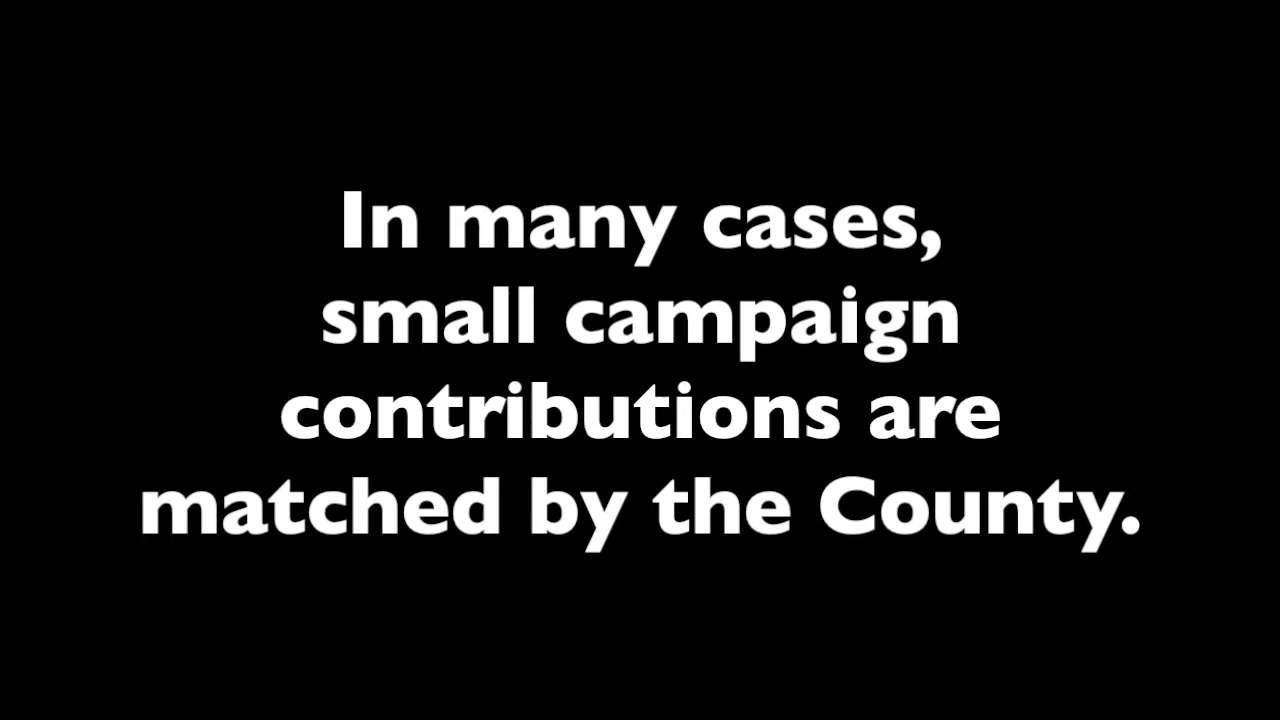 In many cases,
small campaign
contributions are
matched by the County.